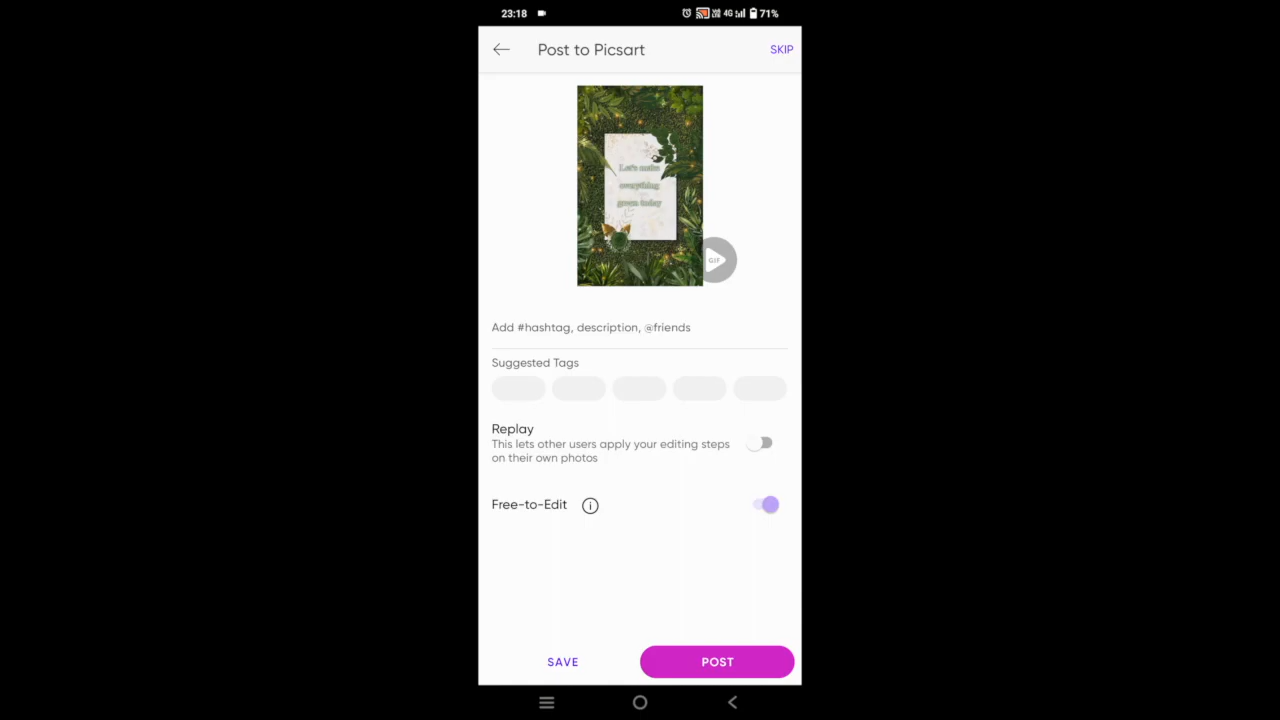 23:18 4G 71%
Post to Picsart
SKIP
Let's make
everything
green today
GIF
Add #hashtag, description, @friends
Suggested Tags
Replay
This lets other users apply your editing steps
on their own photos
Free-to-Edit
SAVE
POST